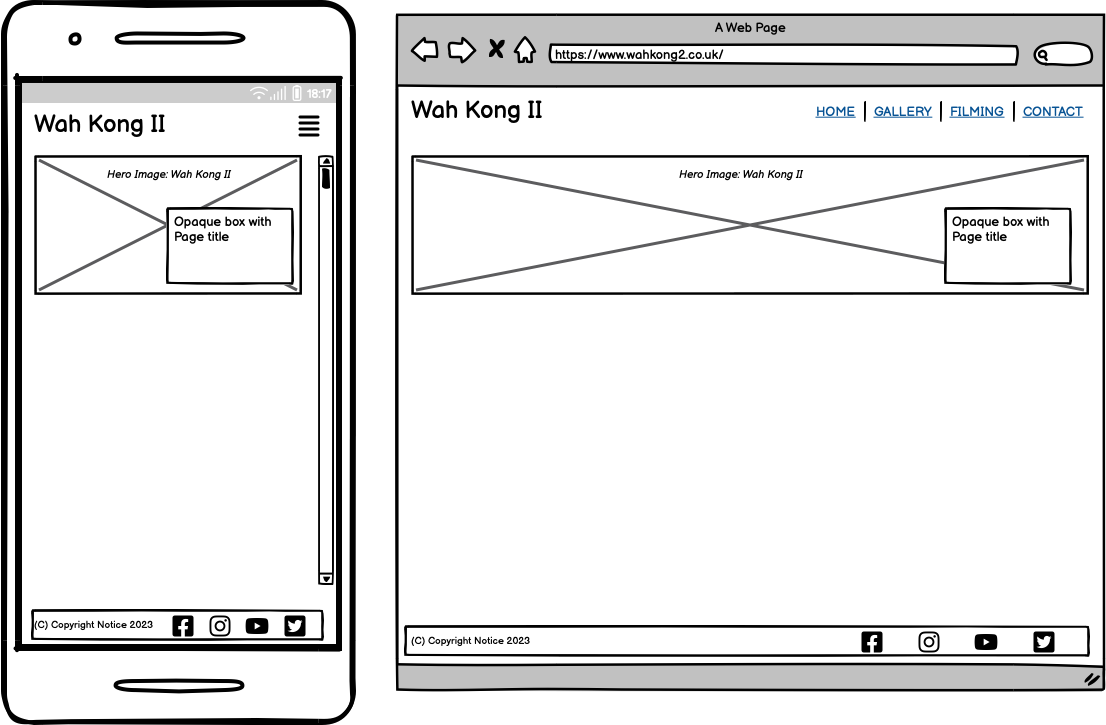 18:17
Wah Kong II
Hero Image: Wah Kong II
Opaque box with
Page title
(C) Copyright Notice 2023
A Web Page
https://www.wahkong2.co.uk/
Wah Kong II
HOME | GALLERY | FILMING | CONTACT
Hero Image: Wah Kong II
Opaque box with
Page title
(C) Copyright Notice 2023